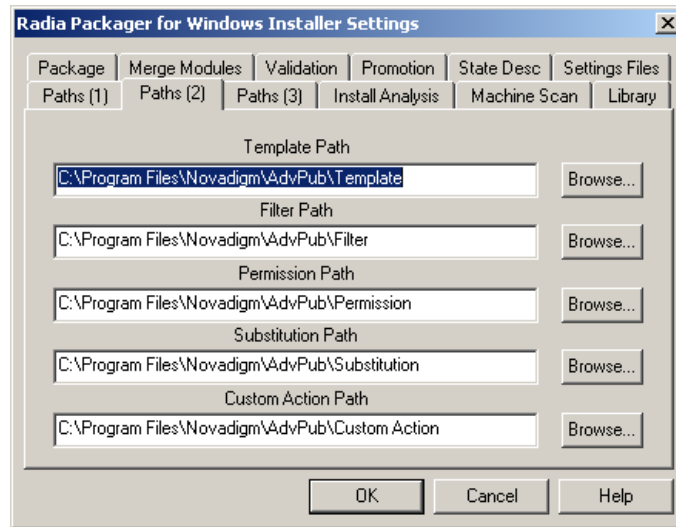 Radia Packager for Windows Installer Settings
Package Merge Modules Validation Promotion State Desc Settings Files
Paths (1) Paths (2) Paths (3) Install Analysis Machine Scan Library
Template Path
C:\Program Files\Novadigm\AdvPub\Template Browse...
Filter Path
C:\Program Files\Novadigm\AdvPub\Filter Browse...
Permission Path
C:\Program Files\Novadigm\AdvPub\Permission Browse...
Substitution Path
C:\Program Files\Novadigm\AdvPub\Substitution Browse...
Custom Action Path
C:\Program Files\Novadigm\AdvPub\Custom Action Browse...
OK Cancel Help